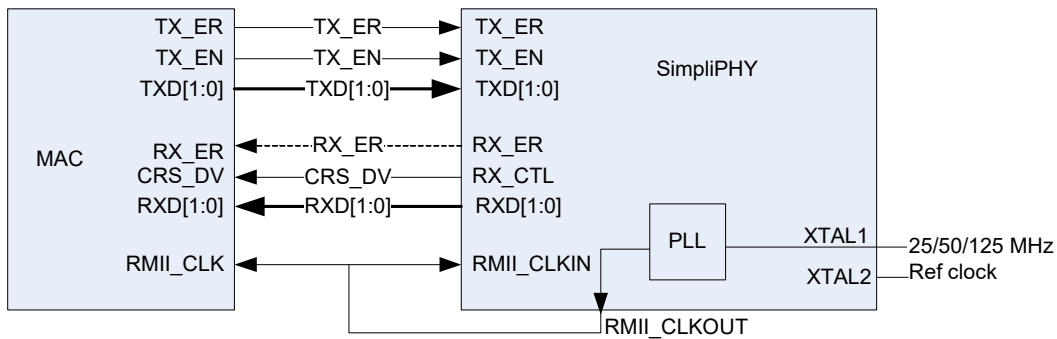 TX_ER TX_ER TX_ER
TX_EN TX_EN TX_EN
SimpliPHY
TXD[1:0] TXD[1:0] TXD[1:0]
RX_ER RX_ER RX_ER
MAC
CRS_DV CRS_DV RX_CTL
RXD[1:0] RXD[1:0] RXD[1:0]
PLL
XTAL1
25/50/125 MHz
RMII_CLK RMII_CLKIN
XTAL2
Ref clock
RMII_CLKOUT